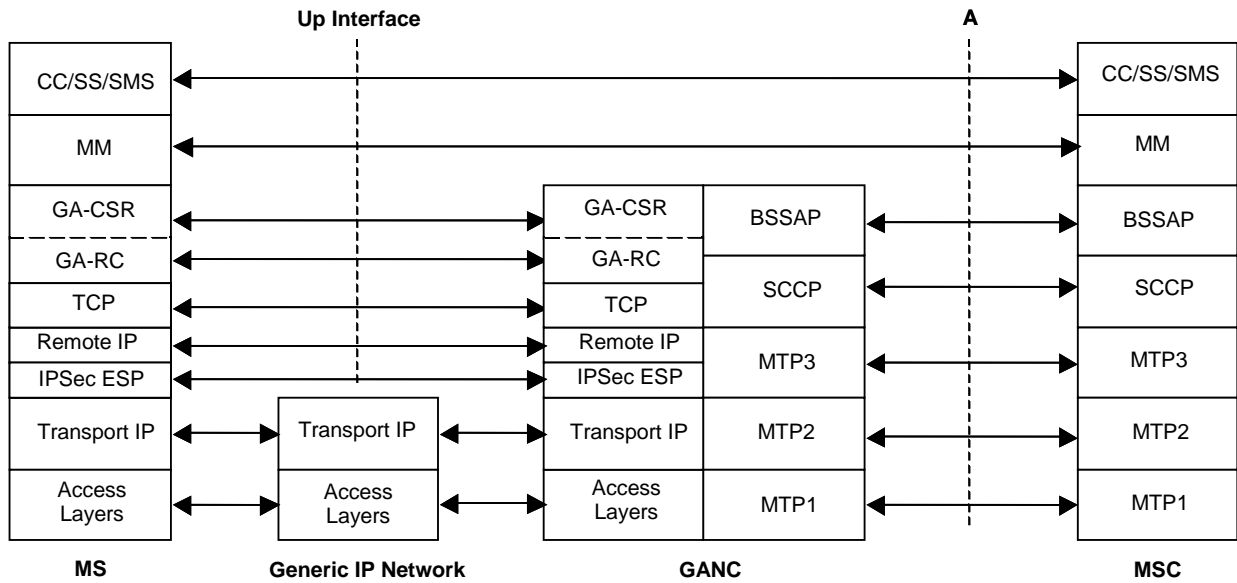 Up Interface
A
CC/SS/SMS
CC/SS/SMS
MM
MM
GA-CSR
GA-CSR
BSSAP
BSSAP
GA-RC
GA-RC
SCCP
SCCP
TCP
TCP
Remote IP
Remote IP
MTP3
MTP3
IPSec ESP
IPSec ESP
Transport IP
Transport IP
Transport IP
MTP2
MTP2
Access
Layers
Access
Layers
Access
Layers
MTP1
MTP1
MS
Generic IP Network
GANC
MSC